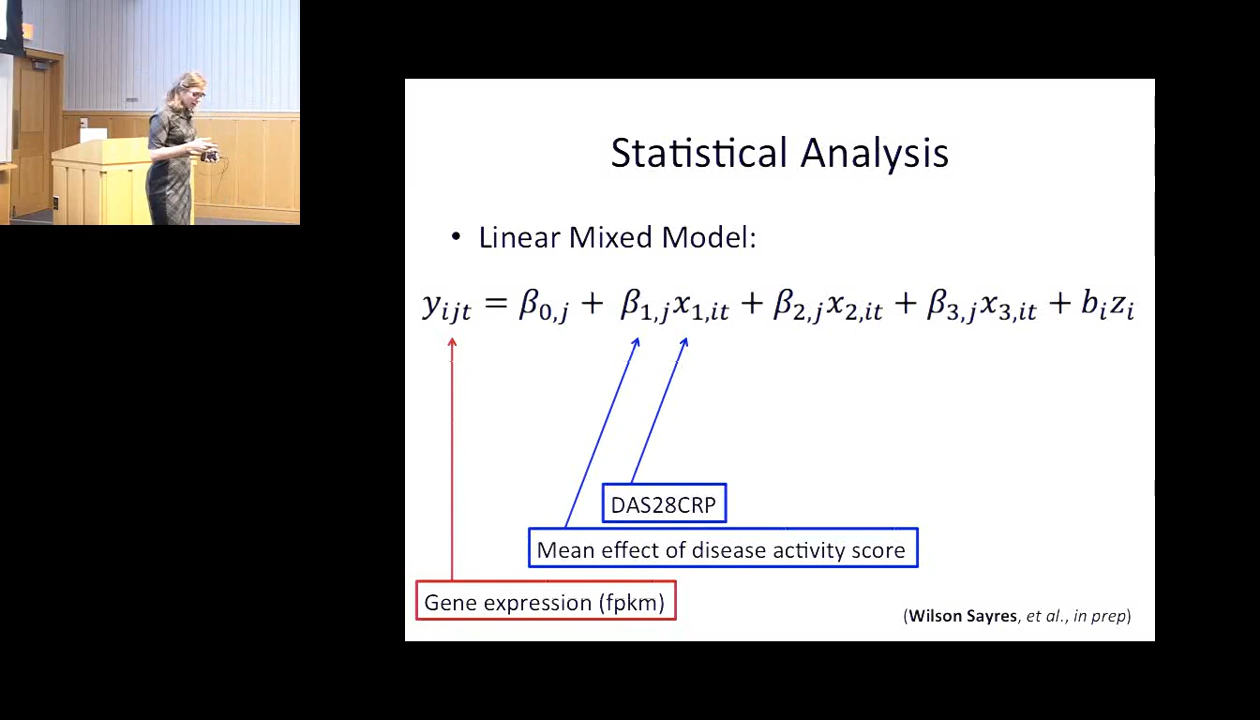 Statistical Analysis
• Linear Mixed Model:
y_{ijt} = β_{0,j} + β_{1,j}x_{1,it} + β_{2,j}x_{2,it} + β_{3,j}x_{3,it} + b_i z_i
DAS28CRP
Mean effect of disease activity score
Gene expression (fpkm)
(Wilson Sayres, et al., in prep)